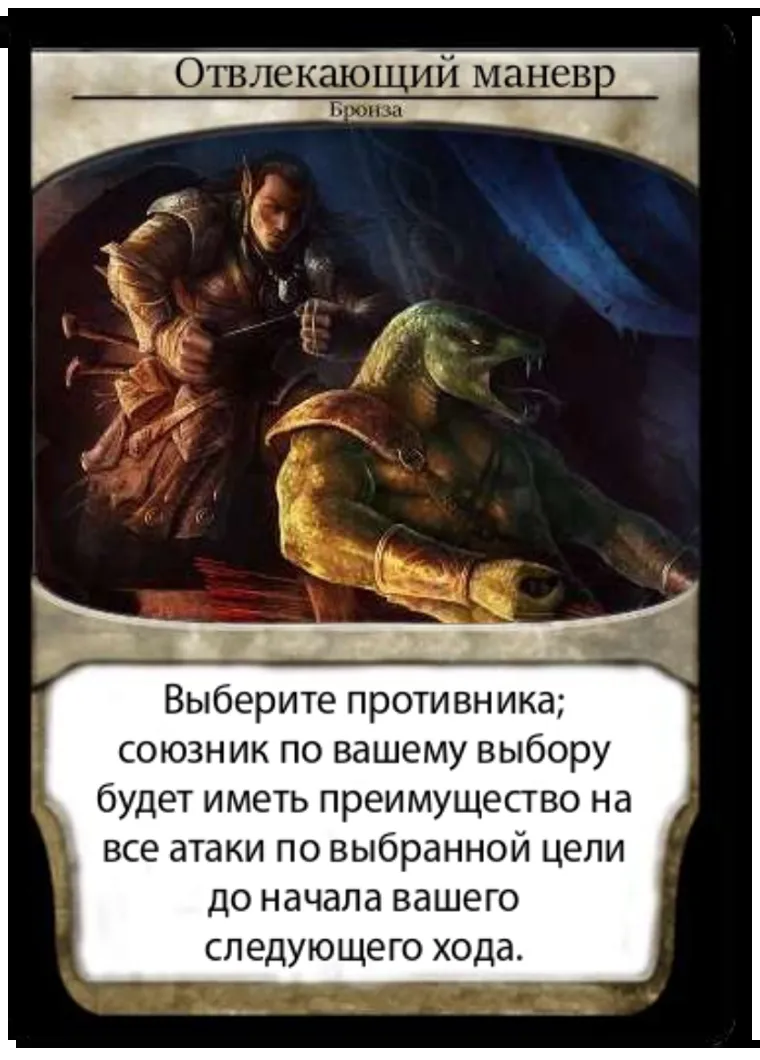 Отвлекающий маневр
Бронза
Выберите противника;
союзник по вашему выбору
будет иметь преимущество на
все атаки по выбранной цели
до начала вашего
следующего хода.